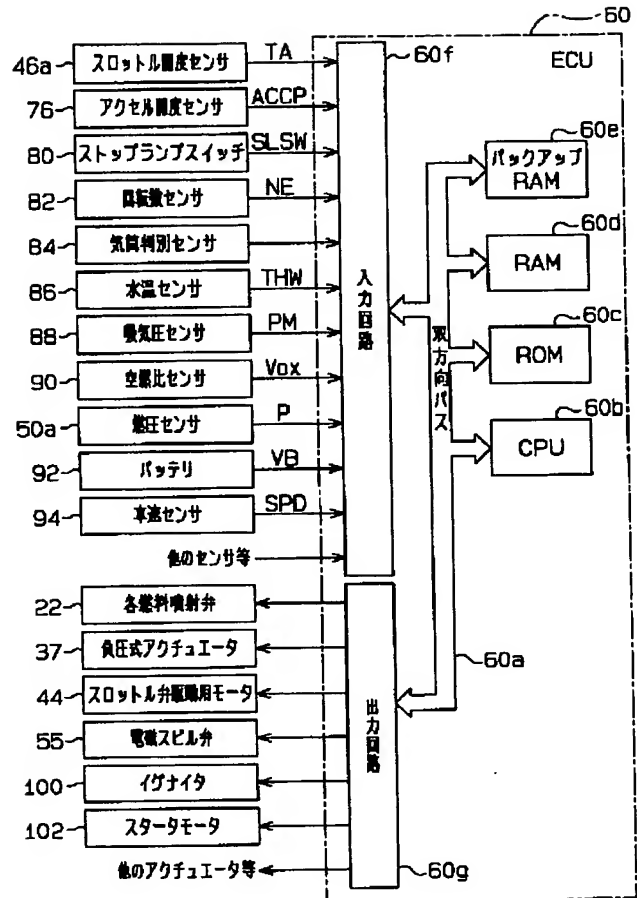 60
ECU
46a スロットル開度センサ TA
76 アクセル開度センサ ACCP
80 ストップランプスイッチ SLSW
82 回転数センサ NE
84 気筒判別センサ
86 水温センサ THW
88 吸気圧センサ PM
90 空燃比センサ Vox
50a 燃圧センサ P
92 バッテリ VB
94 車速センサ SPD
他のセンサ等
入力回路
60f
双方向バス
バックアップ
RAM
60e
RAM
60d
ROM
60c
CPU
60b
60a
22 各燃料噴射弁
37 負圧式アクチュエータ
44 スロットル弁駆動用モータ
55 電磁スピル弁
100 イグナイタ
102 スタータモータ
他のアクチュエータ等
出力回路
60g